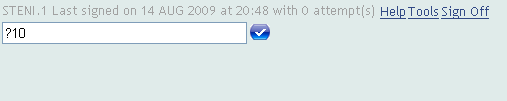 STENI.1 Last signed on 14 AUG 2009 at 20:48 with 0 attempt(s) Help Tools Sign Off
?10